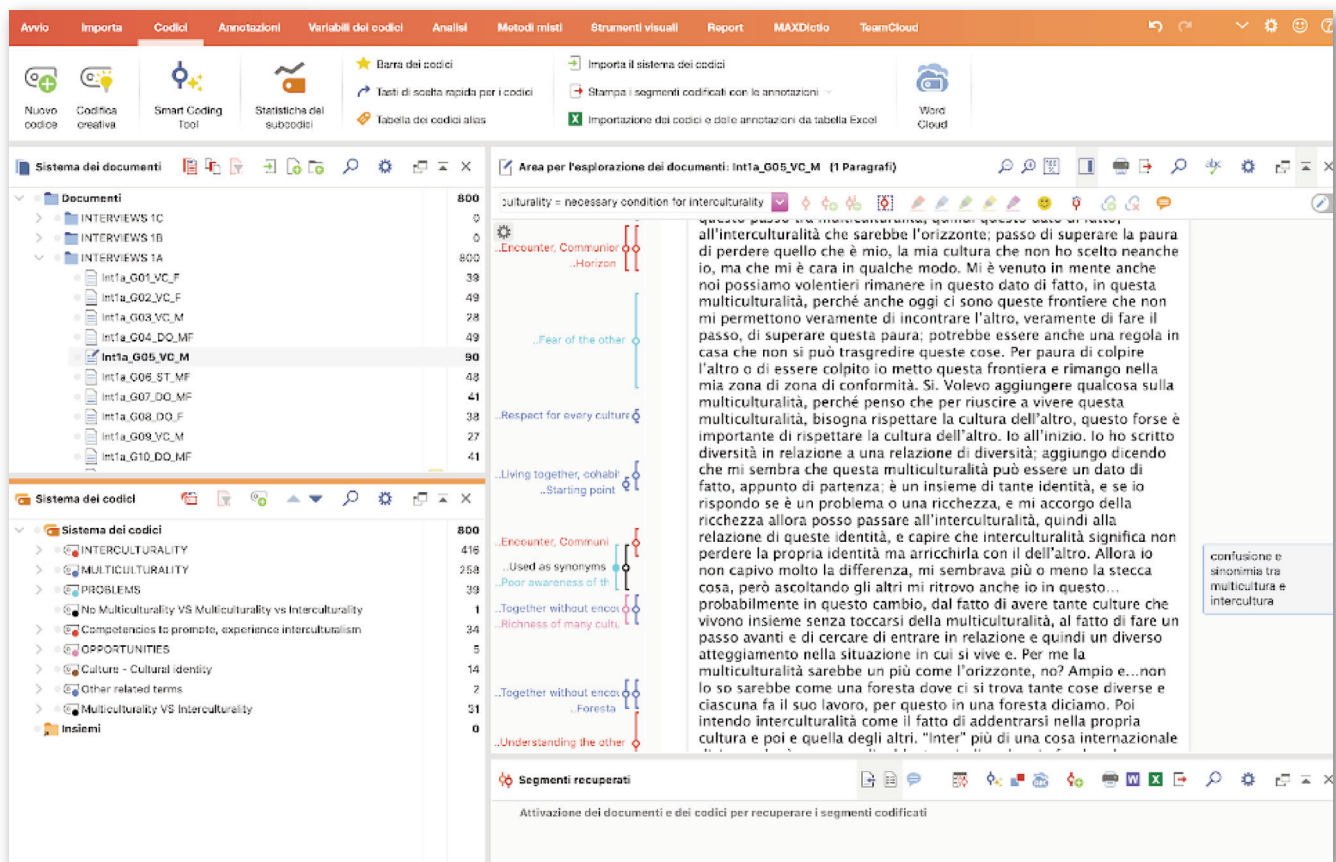 Avvio Importa Codici Annotazioni Variabili dei codici Analisi Metodi misti Strumenti visuali Report MAXDictio TeamCloud
Nuovo codice
Codifica creativa
Smart Coding Tool
Statistiche dei subcodici
Barra dei codici
Tasti di scelta rapida per i codici
Tabella dei codici alias
Importa il sistema dei codici
Stampa i segmenti codificati con le annotazioni
Importazione dei codici e delle annotazioni da tabella Excel
Word Cloud
Sistema dei documenti
Documenti 800
INTERVIEWS 1C 0
INTERVIEWS 1B 0
INTERVIEWS 1A 800
Int1a_G01_VC_F 39
Int1a_G02_VC_F 49
Int1a_G03_VC_M 28
Int1a_G04_DO_MF 49
Int1a_G05_VC_M 90
Int1a_G06_ST_MF 48
Int1a_G07_DO_MF 41
Int1a_G08_DO_F 38
Int1a_G09_VC_M 27
Int1a_G10_DO_MF 41
Sistema dei codici
Sistema dei codici 800
INTERCULTURALITY 416
MULTICULTURALITY 258
PROBLEMS 39
No Multiculturality VS Multiculturality vs Interculturality 1
Competencies to promote, experience interculturalism 34
OPPORTUNITIES 5
Culture - Cultural identity 14
Other related terms 2
Multiculturality VS Interculturality 31
Insiemi 0
Area per l'esplorazione dei documenti: Int1a_G05_VC_M (1 Paragrafi)
culturality = necessary condition for interculturality
..Encounter, Communion
..Horizon
..Fear of the other
..Respect for every culture
..Living together, cohabi
..Starting point
..Encounter, Communi
..Used as synonyms
..Poor awareness of th
..Together without encou
..Richness of many cultu
..Together without encou
..Foresta
..Understanding the other
questo passo tra multiculturalità, quindi questo dato di fatto,
all'interculturalità che sarebbe l'orizzonte; passo di superare la paura
di perdere quello che è mio, la mia cultura che non ho scelto neanche
io, ma che mi è cara in qualche modo. Mi è venuto in mente anche
noi possiamo volentieri rimanere in questo dato di fatto, in questa
multiculturalità, perché anche oggi ci sono queste frontiere che non
mi permettono veramente di incontrare l'altro, veramente di fare il
passo, di superare questa paura; potrebbe essere anche una regola in
casa che non si può trasgredire queste cose. Per paura di colpire
l'altro o di essere colpito io metto questa frontiera e rimango nella
mia zona di zona di conformità. Si. Volevo aggiungere qualcosa sulla
multiculturalità, perché penso che per riuscire a vivere questa
multiculturalità, bisogna rispettare la cultura dell'altro, questo forse è
importante di rispettare la cultura dell'altro. Io all'inizio. Io ho scritto
diversità in relazione a una relazione di diversità; aggiungo dicendo
che mi sembra che questa multiculturalità può essere un dato di
fatto, appunto di partenza; è un insieme di tante identità, e se io
rispondo se è un problema o una ricchezza, e mi accorgo della
ricchezza allora posso passare all'interculturalità, quindi alla
relazione di queste identità, e capire che interculturalità significa non
perdere la propria identità ma arricchirla con il dell'altro. Allora io
non capivo molto la differenza, mi sembrava più o meno la stecca
cosa, però ascoltando gli altri mi ritrovo anche io in questo...
probabilmente in questo cambio, dal fatto di avere tante culture che
vivono insieme senza toccarsi della multiculturalità, al fatto di fare un
passo avanti e di cercare di entrare in relazione e quindi un diverso
atteggiamento nella situazione in cui si vive e. Per me la
multiculturalità sarebbe un più come l'orizzonte, no? Ampio e...non
lo so sarebbe come una foresta dove ci si trova tante cose diverse e
ciascuna fa il suo lavoro, per questo in una foresta diciamo. Poi
intendo interculturalità come il fatto di addentrarsi nella propria
cultura e poi e quella degli altri. "Inter" più di una cosa internazionale
confusione e
sinonimia tra
multicultura e
intercultura
Segmenti recuperati
Attivazione dei documenti e dei codici per recuperare i segmenti codificati